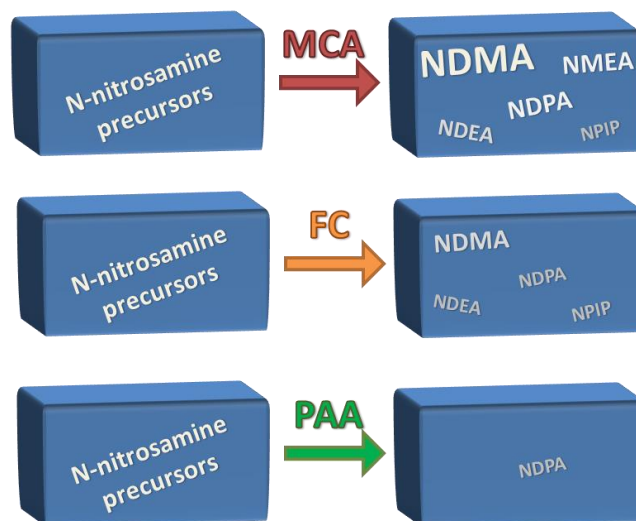 N-nitrosamine
precursors
MCA
NDMA
NMEA
NDPA
NDEA
NPIP
N-nitrosamine
precursors
FC
NDMA
NDPA
NDEA
NPIP
N-nitrosamine
precursors
PAA
NDPA